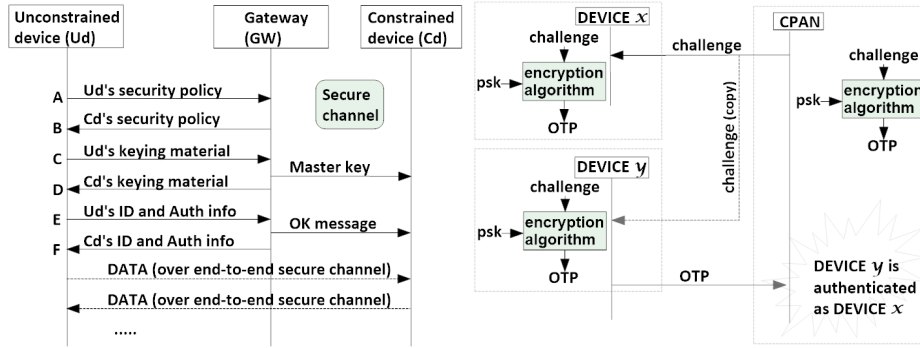 Unconstrained
device (Ud)
Gateway
(GW)
Constrained
device (Cd)
A
Ud's security policy
Secure
channel
B
Cd's security policy
C
Ud's keying material
Master key
D
Cd's keying material
E
Ud's ID and Auth info
OK message
F
Cd's ID and Auth info
DATA (over end-to-end secure channel)
DATA (over end-to-end secure channel)
.....
DEVICE x
challenge
psk
encryption
algorithm
OTP
challenge
challenge (copy)
CPAN
challenge
psk
encryption
algorithm
OTP
DEVICE y
challenge
psk
encryption
algorithm
OTP
OTP
DEVICE y is
authenticated
as DEVICE x